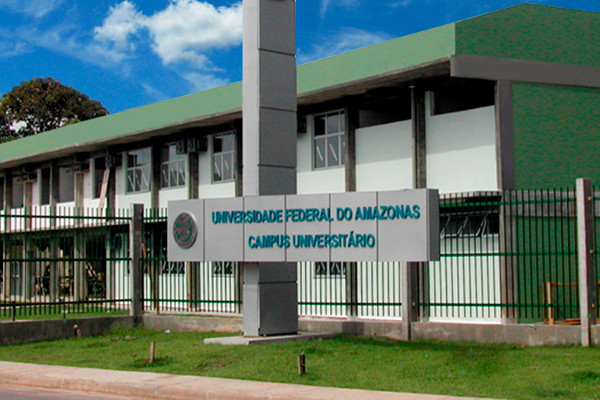 UNIVERSIDADE FEDERAL DO AMAZONAS
CAMPUS UNIVERSITÁRIO